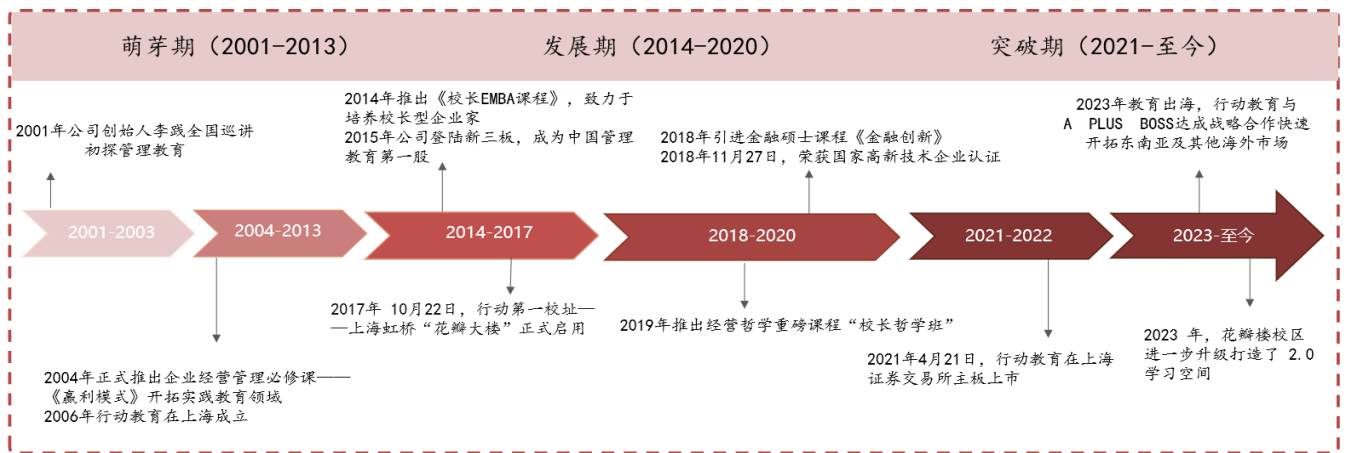 萌芽期（2001-2013）
发展期（2014-2020）
突破期（2021-至今）
2001年公司创始人李践全国巡讲
初探管理教育
2014年推出《校长EMBA课程》，致力于
培养校长型企业家
2015年公司登陆新三板，成为中国管理
教育第一股
2018年引进金融硕士课程《金融创新》
2018年11月27日，荣获国家高新技术企业认证
2023年教育出海，行动教育与
A PLUS BOSS达成战略合作快速
开拓东南亚及其他海外市场
2001-2003
2004-2013
2014-2017
2018-2020
2021-2022
2023-至今
2004年正式推出企业经营管理必修课——
《赢利模式》开拓实践教育领域
2006年行动教育在上海成立
2017年 10月22日，行动第一校址—
—上海虹桥“花瓣大楼”正式启用
2019年推出经营哲学重磅课程“校长哲学班”
2021年4月21日，行动教育在上海
证券交易所主板上市
2023 年，花瓣楼校区
进一步升级打造了 2.0
学习空间